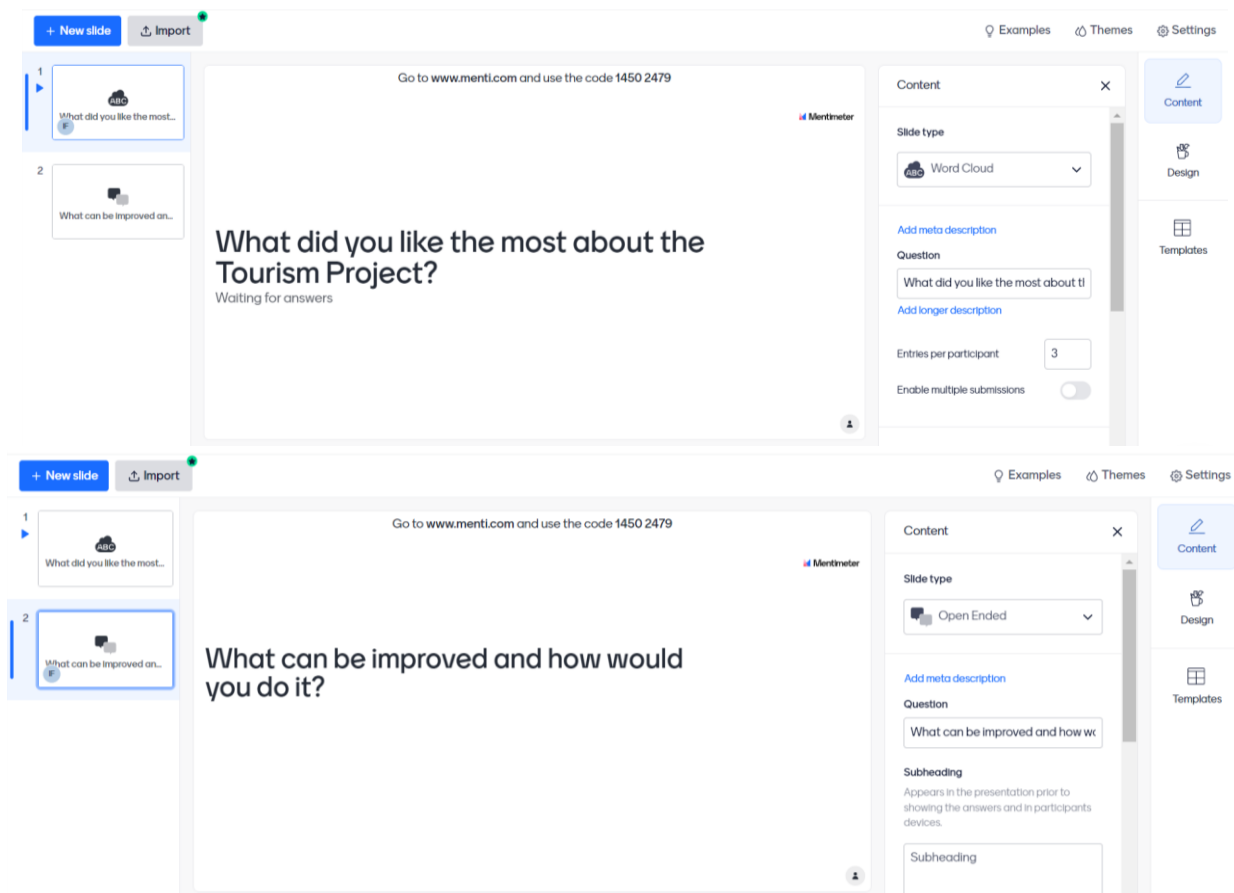 + New slide
Import
Examples
Themes
Settings
1
ABC
What did you like the most...
IF
2
What can be improved an...
Go to www.menti.com and use the code 1450 2479
Mentimeter
What did you like the most about the
Tourism Project?
Waiting for answers
Content
Slide type
ABC Word Cloud
Add meta description
Question
What did you like the most about tl
Add longer description
Entries per participant 3
Enable multiple submissions
Content
Design
Templates
+ New slide
Import
Examples
Themes
Settings
1
ABC
What did you like the most...
2
What can be improved an...
IF
Go to www.menti.com and use the code 1450 2479
Mentimeter
What can be improved and how would
you do it?
Content
Slide type
Open Ended
Add meta description
Question
What can be improved and how wo
Subheading
Appears in the presentation prior to
showing the answers and in participants
devices.
Subheading
Content
Design
Templates